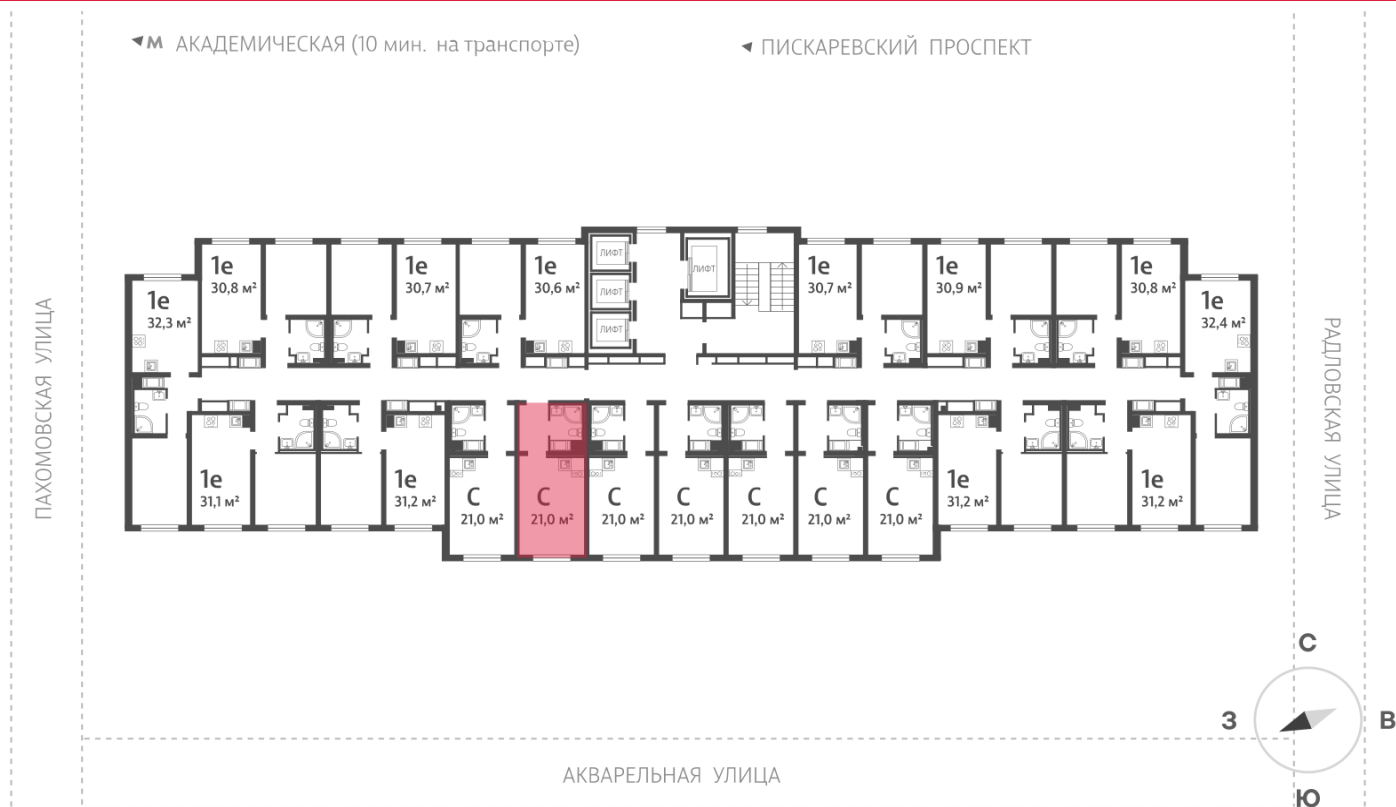 М АКАДЕМИЧЕСКАЯ (10 мин. на транспорте)
ПИСКАРЕВСКИЙ ПРОСПЕКТ
ПАХОМОВСКАЯ УЛИЦА
1е
32,3 м²
1е
30,8 м²
1е
30,7 м²
1е
30,6 м²
ЛИФТ
ЛИФТ
ЛИФТ
ЛИФТ
1е
30,7 м²
1е
30,9 м²
1е
30,8 м²
1е
32,4 м²
РАДЛОВСКАЯ УЛИЦА
1е
31,1 м²
1е
31,2 м²
С
21,0 м²
С
21,0 м²
С
21,0 м²
С
21,0 м²
С
21,0 м²
С
21,0 м²
С
21,0 м²
1е
31,2 м²
1е
31,2 м²
С
З
В
Ю
АКВАРЕЛЬНАЯ УЛИЦА